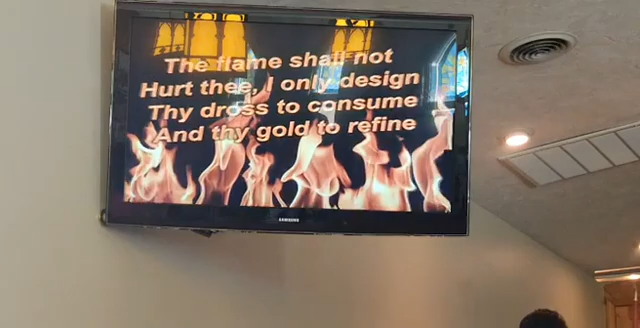 The flame shall not
Hurt thee, I only design
Thy dross to consume
And thy gold to refine
SAMSUNG